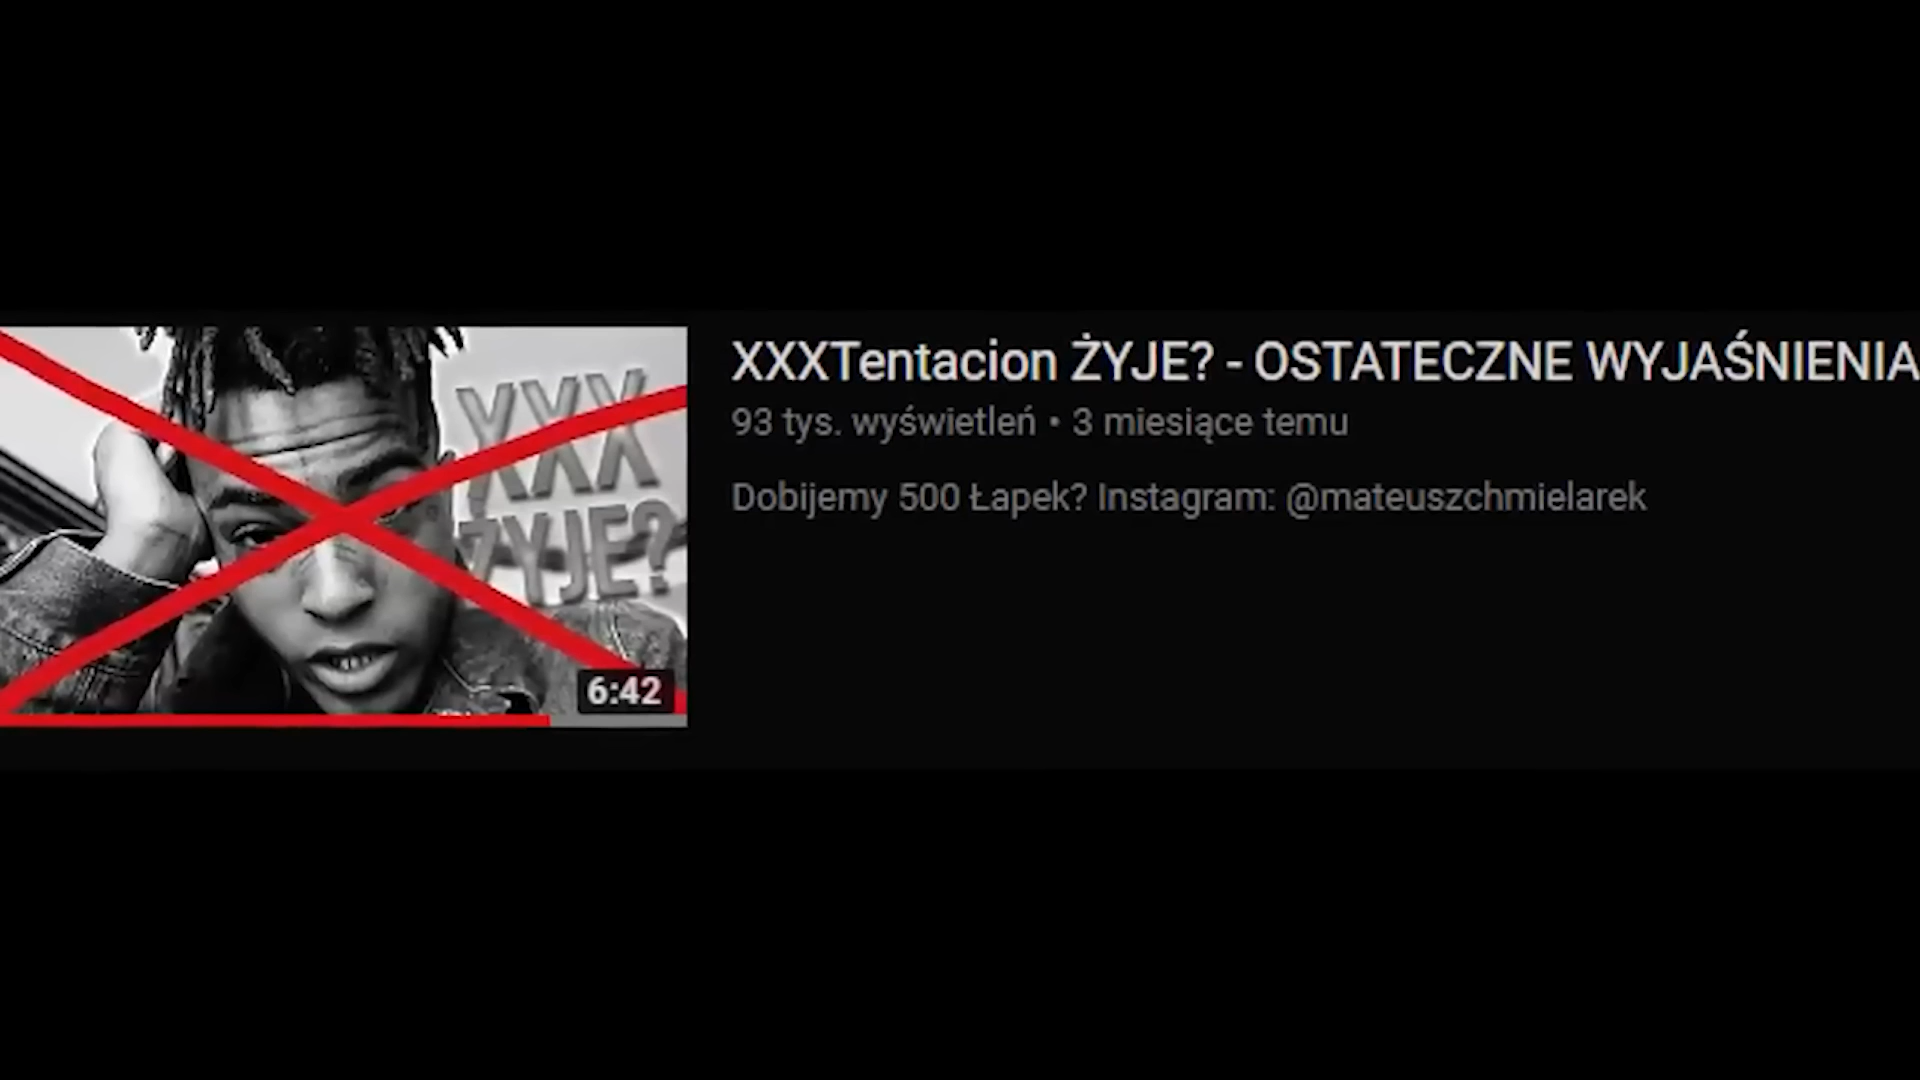 XXX
ŻYJE?
6:42
XXXTentacion ŻYJE? - OSTATECZNE WYJAŚNIENIA
93 tys. wyświetleń • 3 miesiące temu
Dobijemy 500 Łapek? Instagram: @mateuszchmielarek